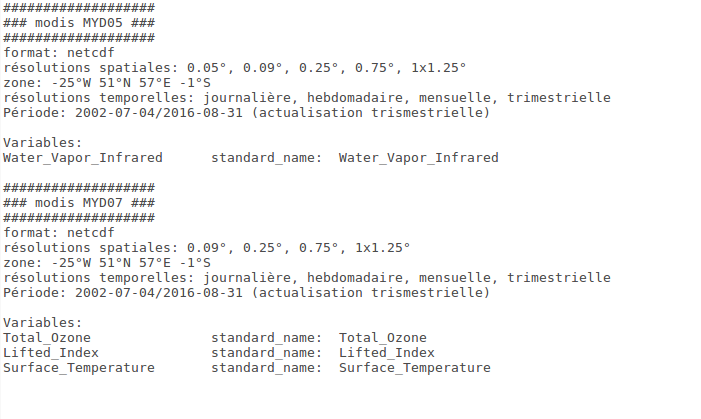 ###################
### modis MYD05 ###
###################
format: netcdf
résolutions spatiales: 0.05°, 0.09°, 0.25°, 0.75°, 1x1.25°
zone: -25°W 51°N 57°E -1°S
résolutions temporelles: journalière, hebdomadaire, mensuelle, trimestrielle
Période: 2002-07-04/2016-08-31 (actualisation trismestrielle)

Variables:
Water_Vapor_Infrared      standard_name:  Water_Vapor_Infrared

###################
### modis MYD07 ###
###################
format: netcdf
résolutions spatiales: 0.09°, 0.25°, 0.75°, 1x1.25°
zone: -25°W 51°N 57°E -1°S
résolutions temporelles: journalière, hebdomadaire, mensuelle, trimestrielle
Période: 2002-07-04/2016-08-31 (actualisation trismestrielle)

Variables:
Total_Ozone               standard_name:  Total_Ozone
Lifted_Index              standard_name:  Lifted_Index
Surface_Temperature       standard_name:  Surface_Temperature